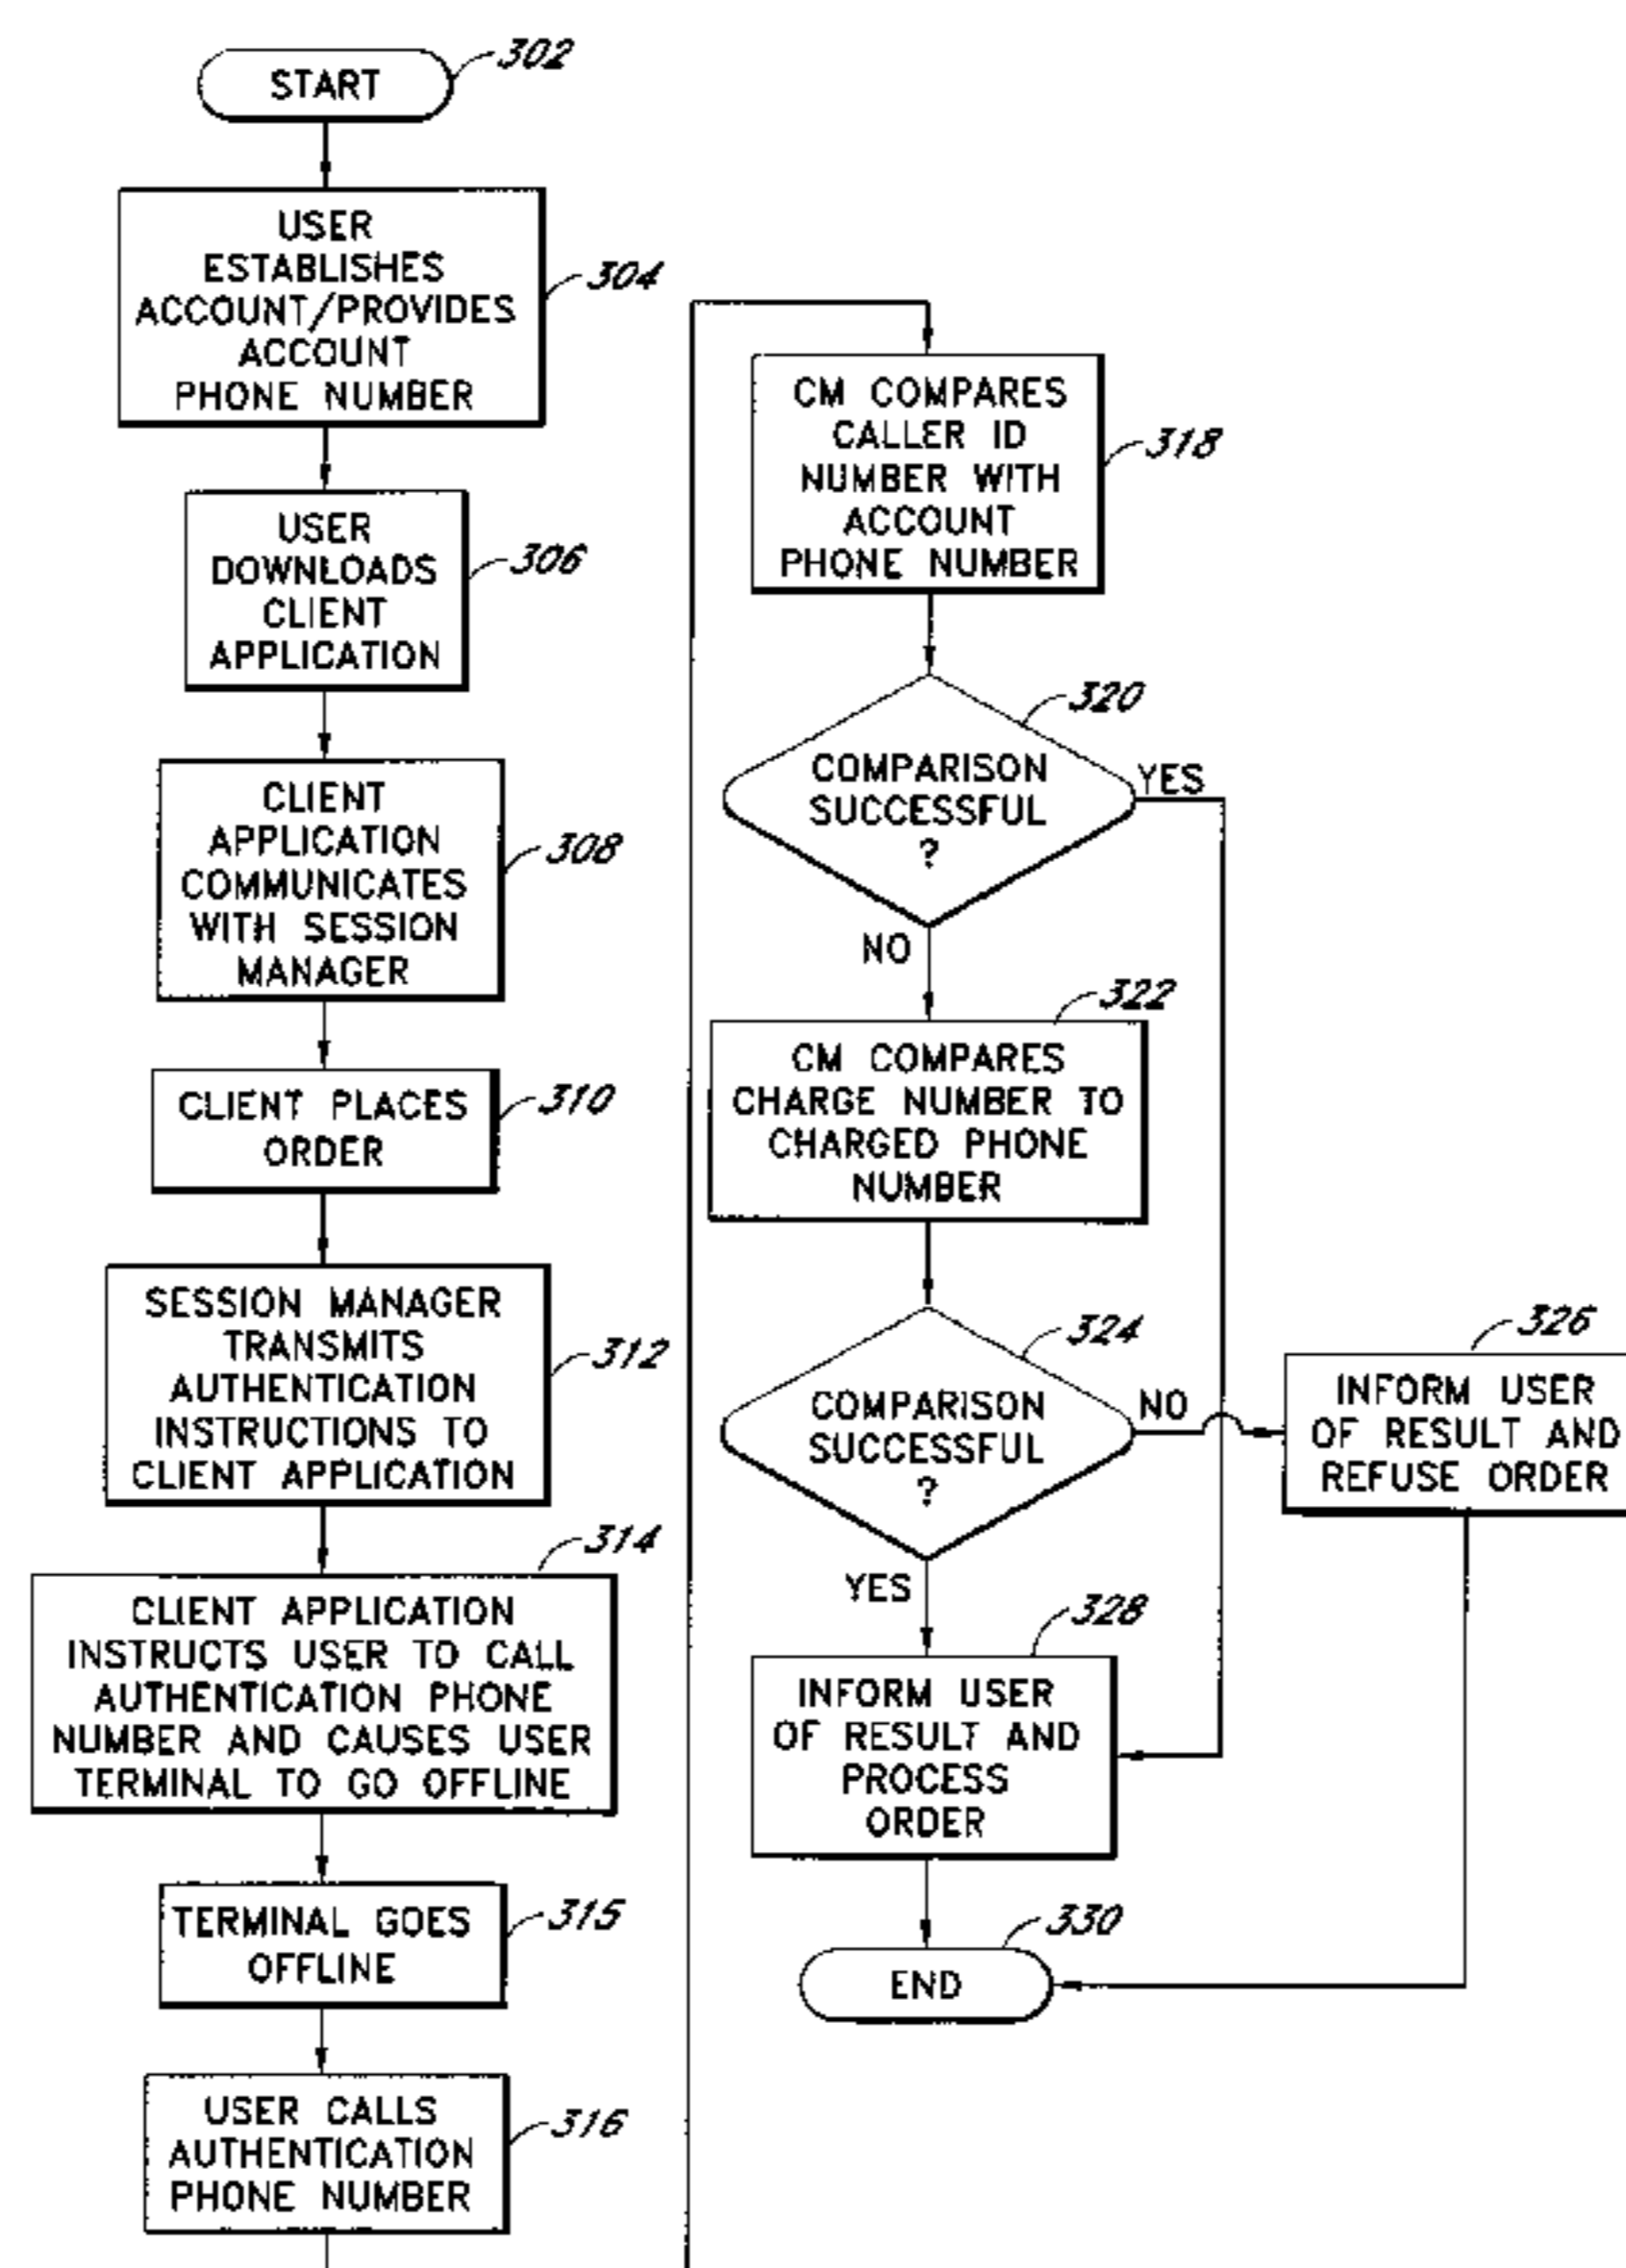 START
302
USER
ESTABLISHES
ACCOUNT/PROVIDES
ACCOUNT
PHONE NUMBER
304
USER
DOWNLOADS
CLIENT
APPLICATION
306
CLIENT
APPLICATION
COMMUNICATES
WITH SESSION
MANAGER
308
CLIENT PLACES
ORDER
310
SESSION MANAGER
TRANSMITS
AUTHENTICATION
INSTRUCTIONS TO
CLIENT APPLICATION
312
314
CLIENT APPLICATION
INSTRUCTS USER TO CALL
AUTHENTICATION PHONE
NUMBER AND CAUSES USER
TERMINAL TO GO OFFLINE
TERMINAL GOES
OFFLINE
315
USER CALLS
AUTHENTICATION
PHONE NUMBER
316
CM COMPARES
CALLER ID
NUMBER WITH
ACCOUNT
PHONE NUMBER
318
320
COMPARISON
SUCCESSFUL
?
YES
NO
322
CM COMPARES
CHARGE NUMBER TO
CHARGED PHONE
NUMBER
324
COMPARISON
SUCCESSFUL
?
NO
YES
326
INFORM USER
OF RESULT AND
REFUSE ORDER
328
INFORM USER
OF RESULT AND
PROCESS
ORDER
330
END